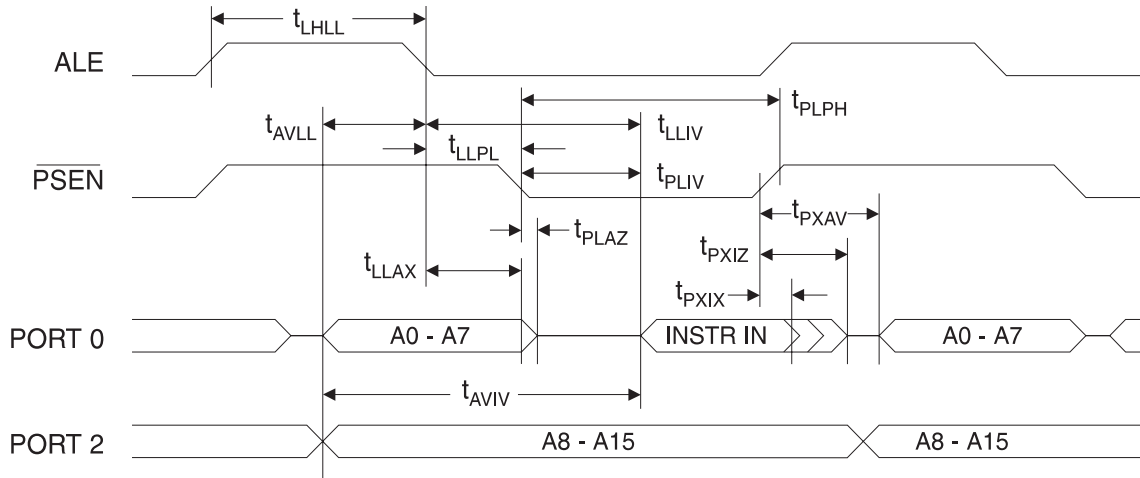 tLHLL
ALE
tPLPH
tAVLL
tLLIV
tLLPL
PSEN
tPLIV
tPXAV
tPLAZ
tPXIZ
tLLAX
tPXIX
PORT 0
A0 - A7
INSTR IN
A0 - A7
tAVIV
PORT 2
A8 - A15
A8 - A15